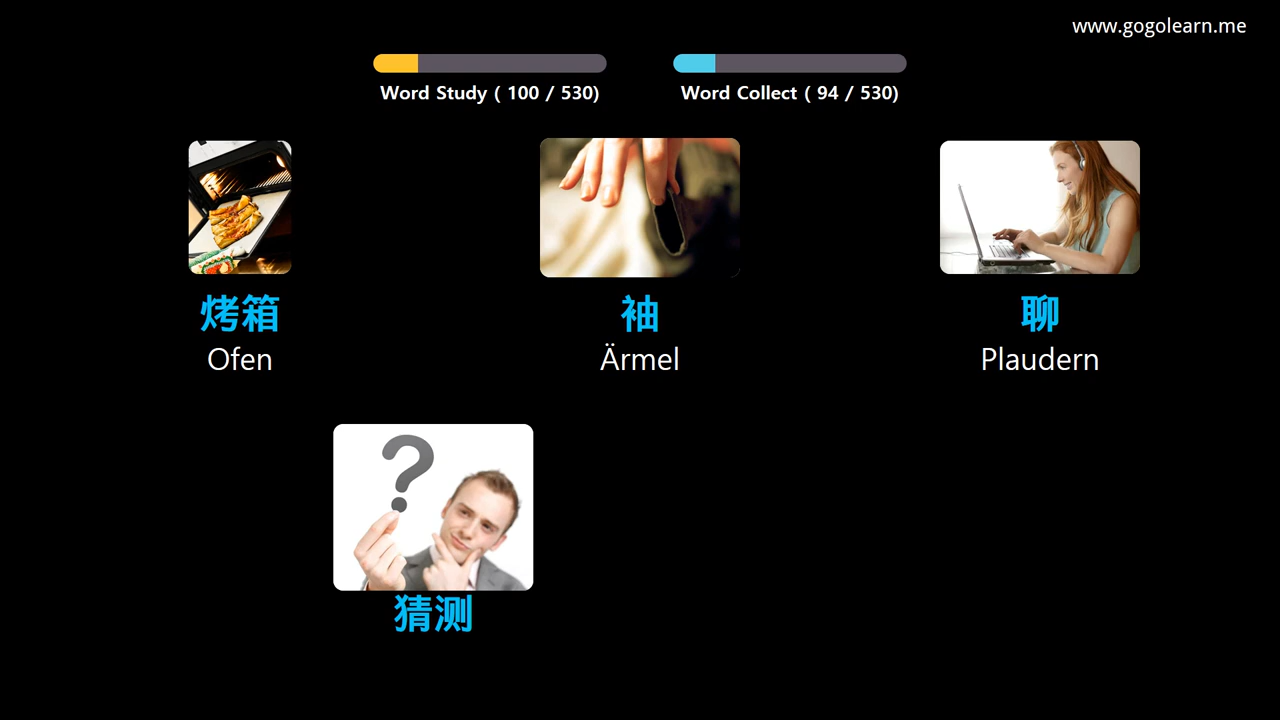 www.gogolearn.me
Word Study ( 100 / 530)
Word Collect ( 94 / 530)
烤箱
Ofen
袖
Ärmel
聊
Plaudern
?
猜测